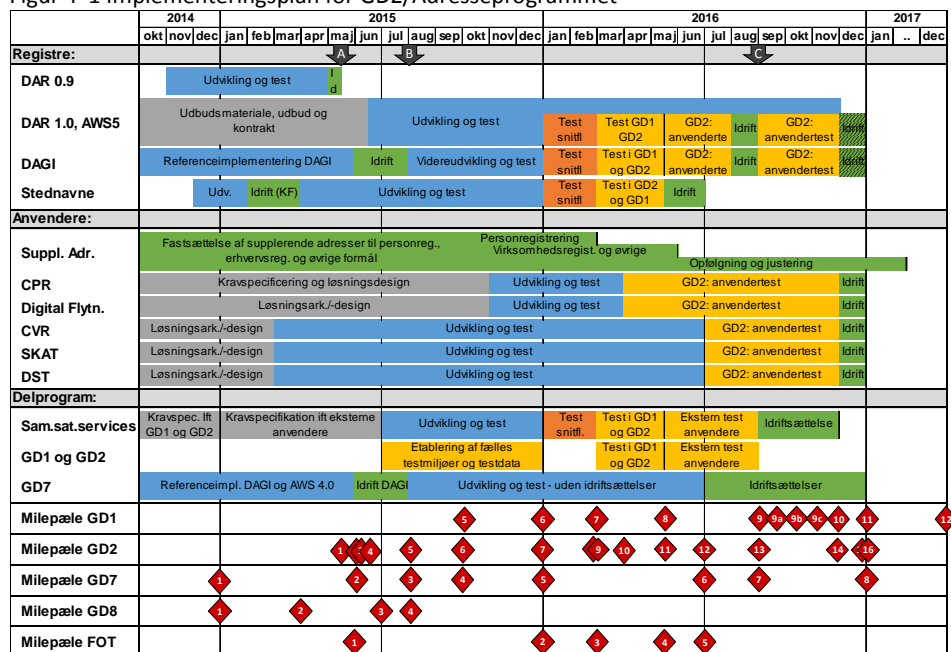 Figur 4-1 Implementeringsplan for GD2/Adresseprogrammet
2014 2015 2016 2017
okt nov dec jan feb mar apr maj jun jul aug sep okt nov dec jan feb mar apr maj jun jul aug sep okt nov dec jan .. dec
Registre: A B C
DAR 0.9 Udvikling og test I d
DAR 1.0, AWS5
Udbudsmateriale, udbud og
kontrakt
Udvikling og test
Test
snitfl
Test GD1
GD2
GD2:
anvenderte
Idrift
GD2:
anvendertest
Idrift
DAGI
Referenceimplementering DAGI Idrift Videreudvikling og test
Test
snitfl
Test i GD1
og GD2
GD2:
anvenderte
Idrift
GD2:
anvendertest
Idrift
Stednavne
Udv. Idrift (KF) Udvikling og test
Test
snitfl
Test i GD2
og GD1
Idrift
Anvendere:
Suppl. Adr.
Fastsættelse af supplerende adresser til personreg.,
erhvervsreg. og øvrige formål
Personregistrering
Virksomhedsregist. og øvrige
Opfølgning og justering
CPR Kravspecificering og løsningsdesign Udvikling og test GD2: anvendertest Idrift
Digital Flytn. Løsningsark./-design Udvikling og test GD2: anvendertest Idrift
CVR Løsningsark./-design Udvikling og test GD2: anvendertest Idrift
SKAT Løsningsark./-design Udvikling og test GD2: anvendertest Idrift
DST Løsningsark./-design Udvikling og test GD2: anvendertest Idrift
Delprogram:
Sam.sat.services
Kravspec. Ift
GD1 og GD2
Kravspecifikation ift eksterne
anvendere
Udvikling og test
Test
snitfl.
Test i GD1
og GD2
Ekstern test
anvendere
Idriftsættelse
GD1 og GD2
Etablering af fælles
testmiljøer og testdata
Test i GD1
og GD2
Ekstern test
anvendere
GD7 Referenceimpl. DAGI og AWS 4.0 Idrift DAGI Udvikling og test - uden idriftsættelser Idriftsættelser
Milepæle GD1 5 6 7 8 9 9a 9b 9c 10 11 12
Milepæle GD2 1 4 5 6 7 9 10 11 12 13 14 16
Milepæle GD7 1 2 3 4 5 6 7 8
Milepæle GD8 1 2 3 4
Milepæle FOT 1 2 3 4 5